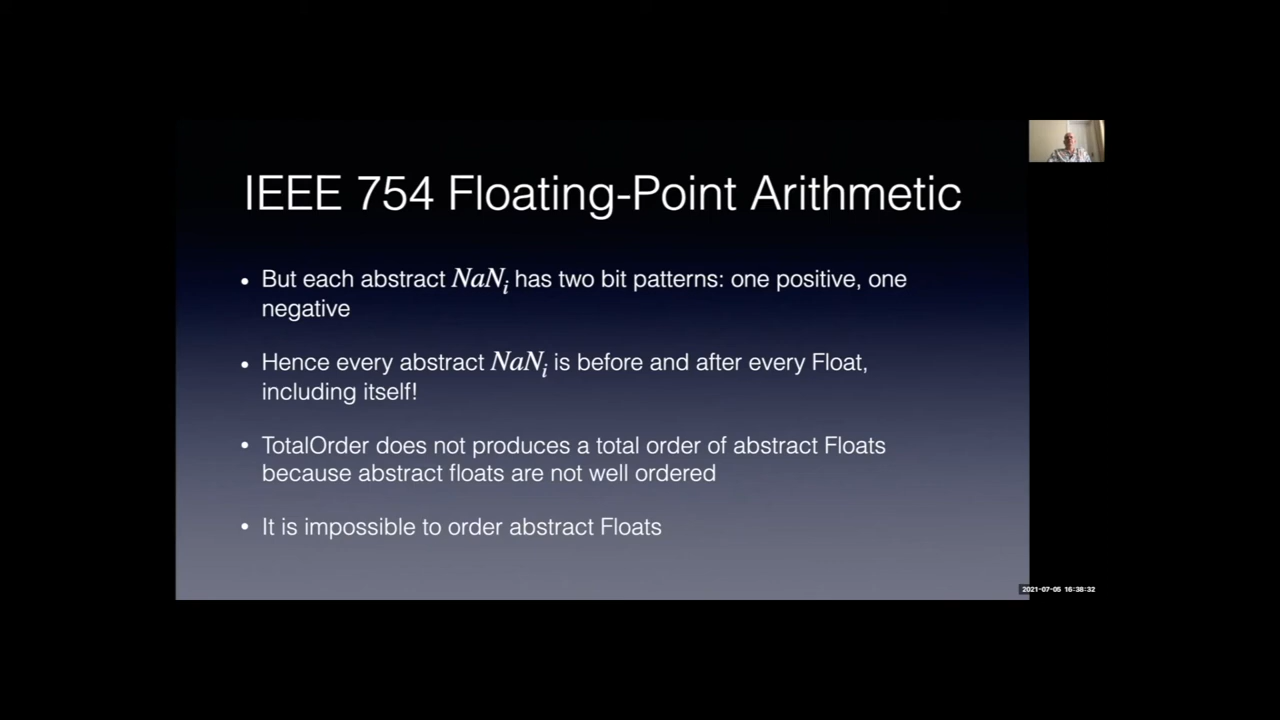 IEEE 754 Floating-Point Arithmetic
• But each abstract NaNᵢ has two bit patterns: one positive, one
negative
• Hence every abstract NaNᵢ is before and after every Float,
including itself!
• TotalOrder does not produces a total order of abstract Floats
because abstract floats are not well ordered
• It is impossible to order abstract Floats
2021-07-05 16:38:32